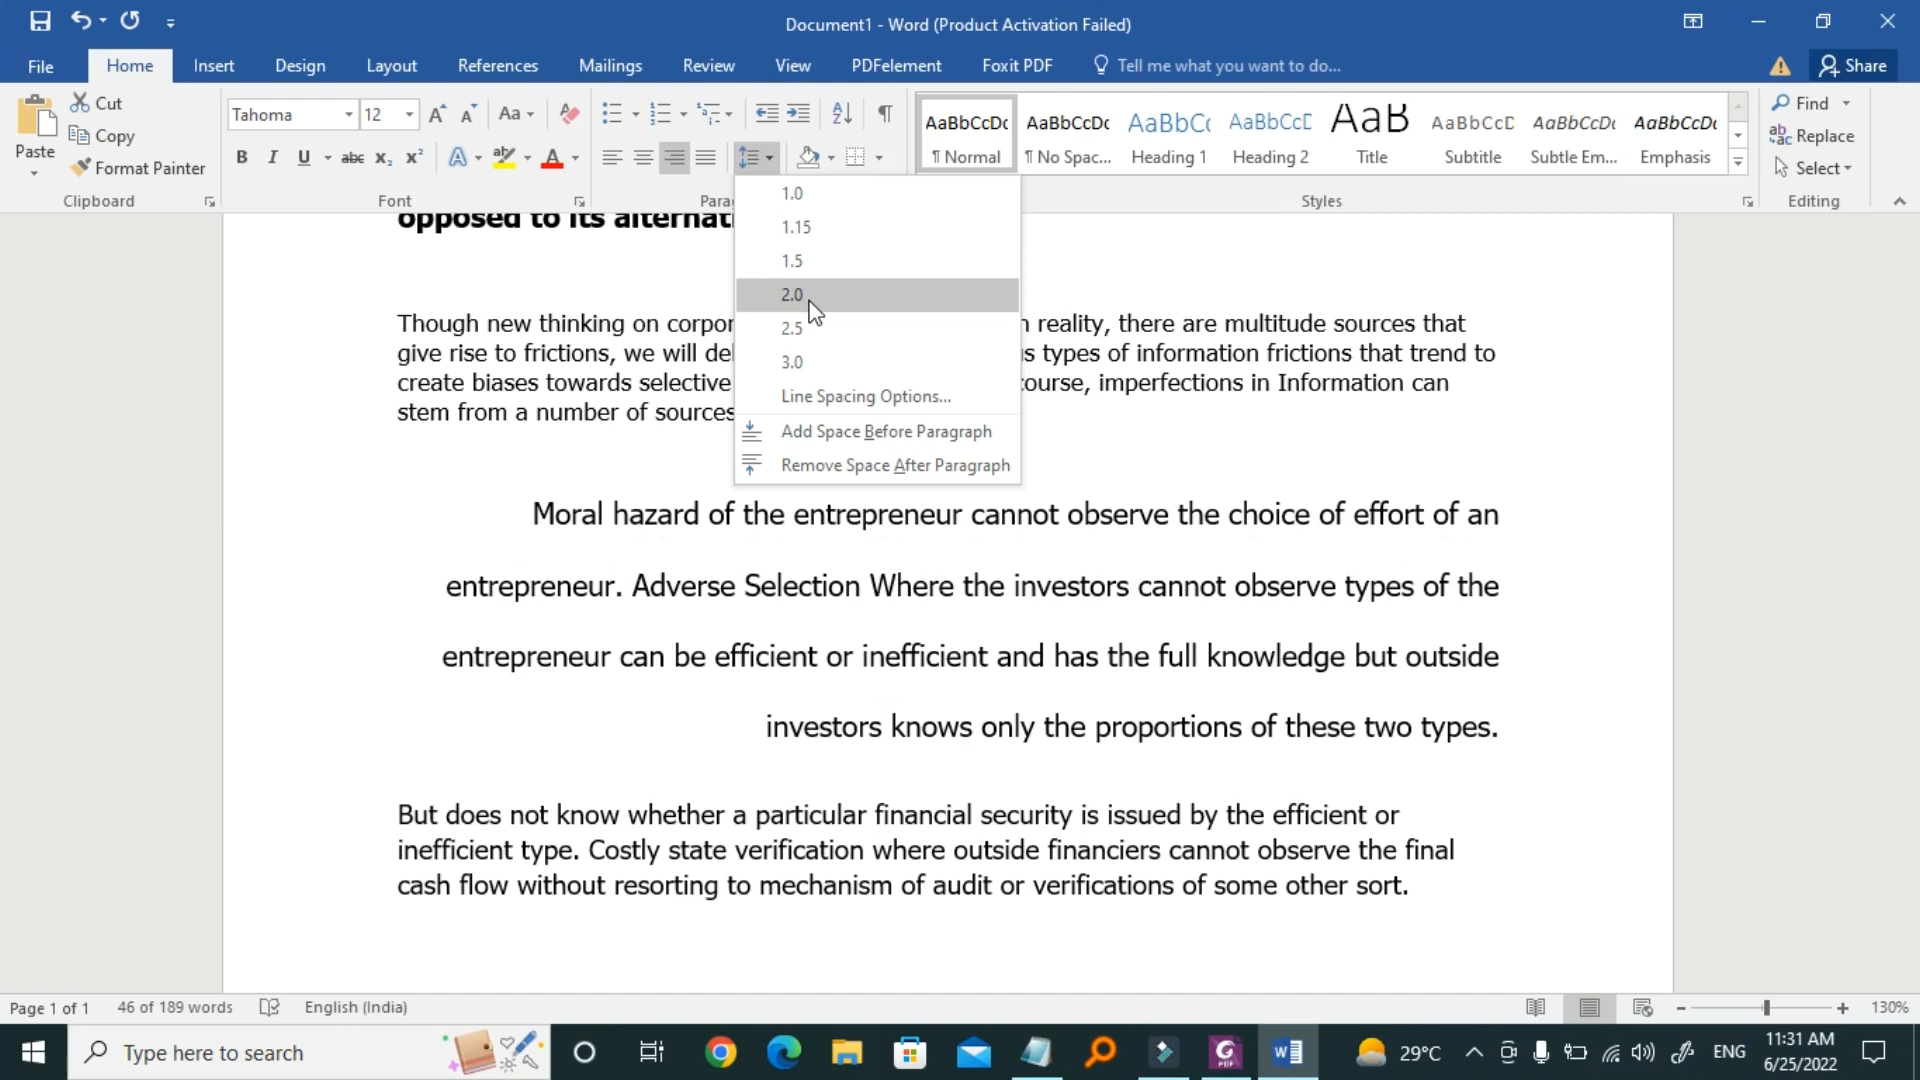 Document1 - Word (Product Activation Failed)
File Home Insert Design Layout References Mailings Review View PDFelement Foxit PDF Tell me what you want to do... Share
Paste
Cut
Copy
Format Painter
Clipboard
Tahoma 12
Font
Para
AaBbCcDc AaBbCcDc AaBbCc AaBbCcD AaB AaBbCcD AaBbCcDc AaBbCcDc
¶ Normal ¶ No Spac... Heading 1 Heading 2 Title Subtitle Subtle Em... Emphasis
Styles
Find
Replace
Select
Editing
1.0
1.15
1.5
2.0
2.5
3.0
Line Spacing Options...
Add Space Before Paragraph
Remove Space After Paragraph
opposed to its alternati
Though new thinking on corpor n reality, there are multitude sources that
give rise to frictions, we will del s types of information frictions that trend to
create biases towards selective course, imperfections in Information can
stem from a number of sources
Moral hazard of the entrepreneur cannot observe the choice of effort of an
entrepreneur. Adverse Selection Where the investors cannot observe types of the
entrepreneur can be efficient or inefficient and has the full knowledge but outside
investors knows only the proportions of these two types.
But does not know whether a particular financial security is issued by the efficient or
inefficient type. Costly state verification where outside financiers cannot observe the final
cash flow without resorting to mechanism of audit or verifications of some other sort.
Page 1 of 1 46 of 189 words English (India) 130%
Type here to search
29°C ENG
11:31 AM
6/25/2022